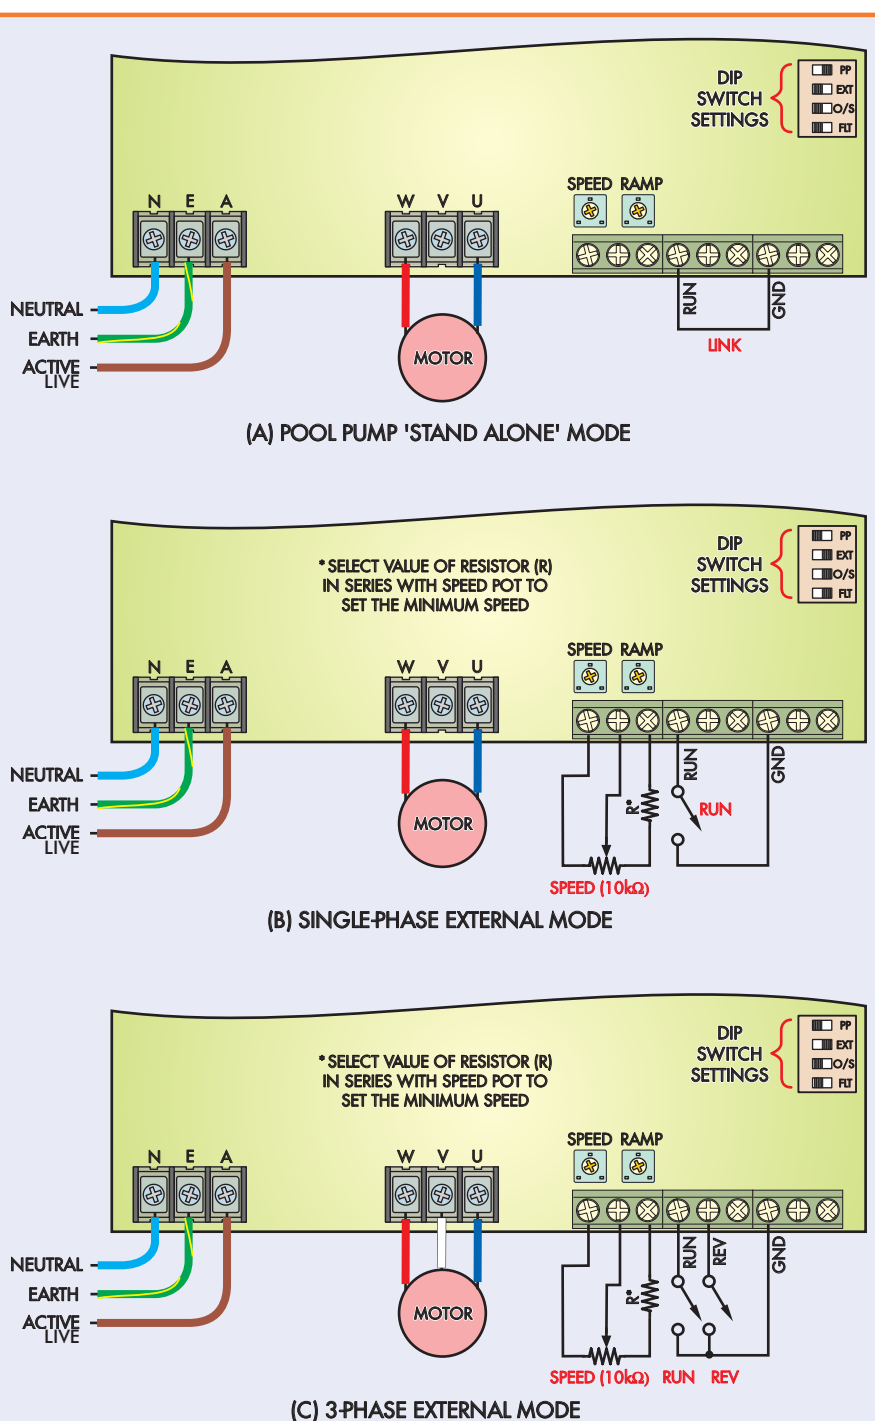 DIP
SWITCH
SETTINGS
PP
EXT
O/S
FLT
SPEED RAMP
N E A
W V U
NEUTRAL
EARTH
ACTIVE
LIVE
MOTOR
RUN
GND
LINK
(A) POOL PUMP 'STAND ALONE' MODE
DIP
SWITCH
SETTINGS
PP
EXT
O/S
FLT
* SELECT VALUE OF RESISTOR (R)
IN SERIES WITH SPEED POT TO
SET THE MINIMUM SPEED
SPEED RAMP
N E A
W V U
NEUTRAL
EARTH
ACTIVE
LIVE
MOTOR
R*
RUN
GND
RUN
SPEED (10kΩ)
(B) SINGLE-PHASE EXTERNAL MODE
DIP
SWITCH
SETTINGS
PP
EXT
O/S
FLT
* SELECT VALUE OF RESISTOR (R)
IN SERIES WITH SPEED POT TO
SET THE MINIMUM SPEED
SPEED RAMP
N E A
W V U
NEUTRAL
EARTH
ACTIVE
LIVE
MOTOR
R*
RUN
REV
GND
SPEED (10kΩ) RUN REV
(C) 3-PHASE EXTERNAL MODE